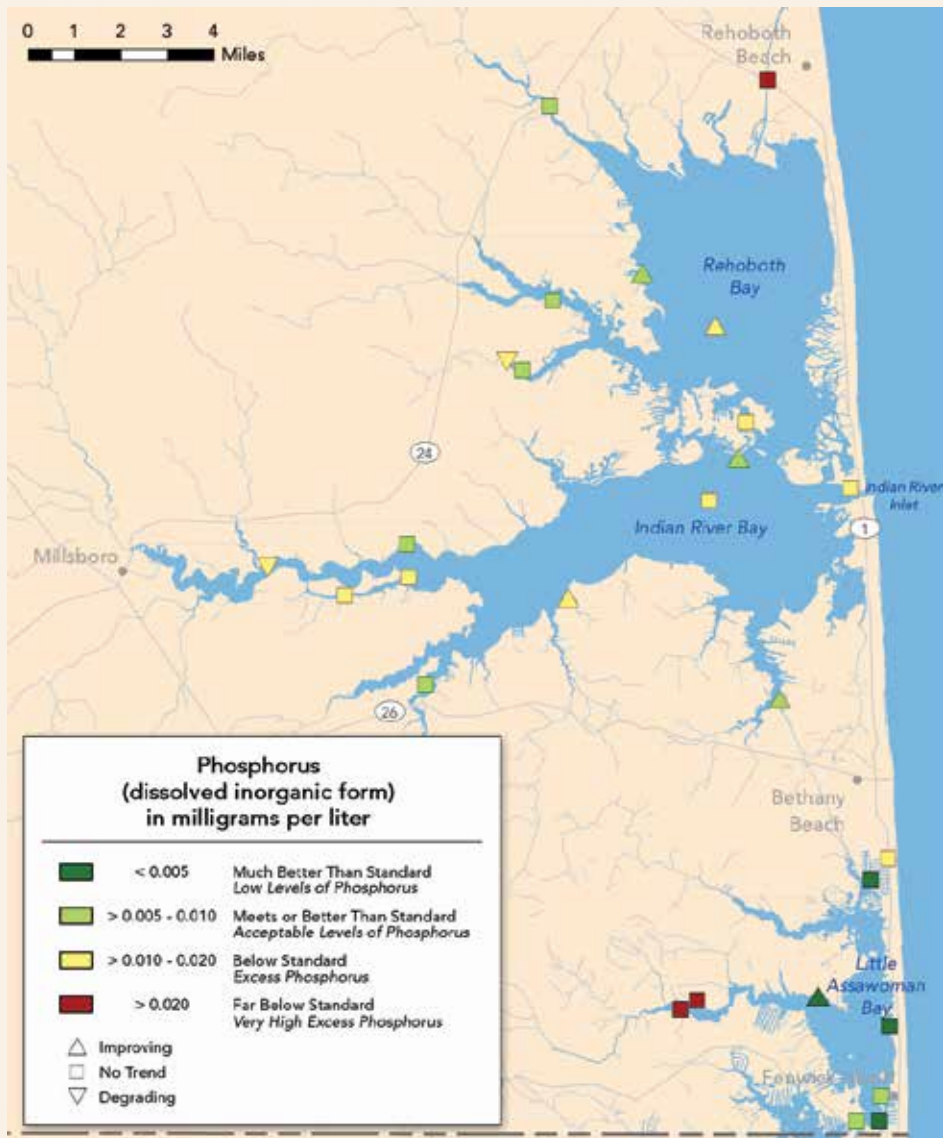 0 1 2 3 4
Miles
Rehoboth
Beach
Rehoboth
Bay
24
Indian River
Inlet
Indian River Bay
1
Millsboro
26
Bethany
Beach
Little
Assawoman
Bay
Fenwick
Phosphorus
(dissolved inorganic form)
in milligrams per liter
< 0.005 Much Better Than Standard
Low Levels of Phosphorus
> 0.005 - 0.010 Meets or Better Than Standard
Acceptable Levels of Phosphorus
> 0.010 - 0.020 Below Standard
Excess Phosphorus
> 0.020 Far Below Standard
Very High Excess Phosphorus
Improving
No Trend
Degrading